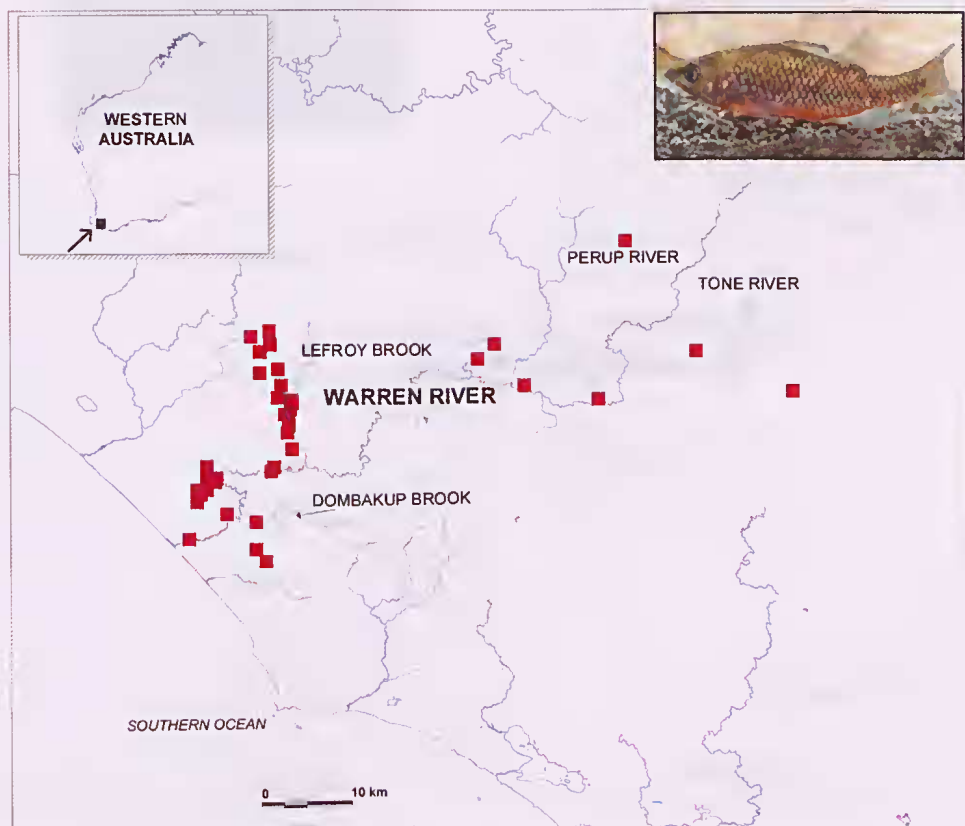 WESTERN
AUSTRALIA
PERUP RIVER
TONE RIVER
LEFROY BROOK
WARREN RIVER
DOMBAKUP BROOK
SOUTHERN OCEAN
0 10 km